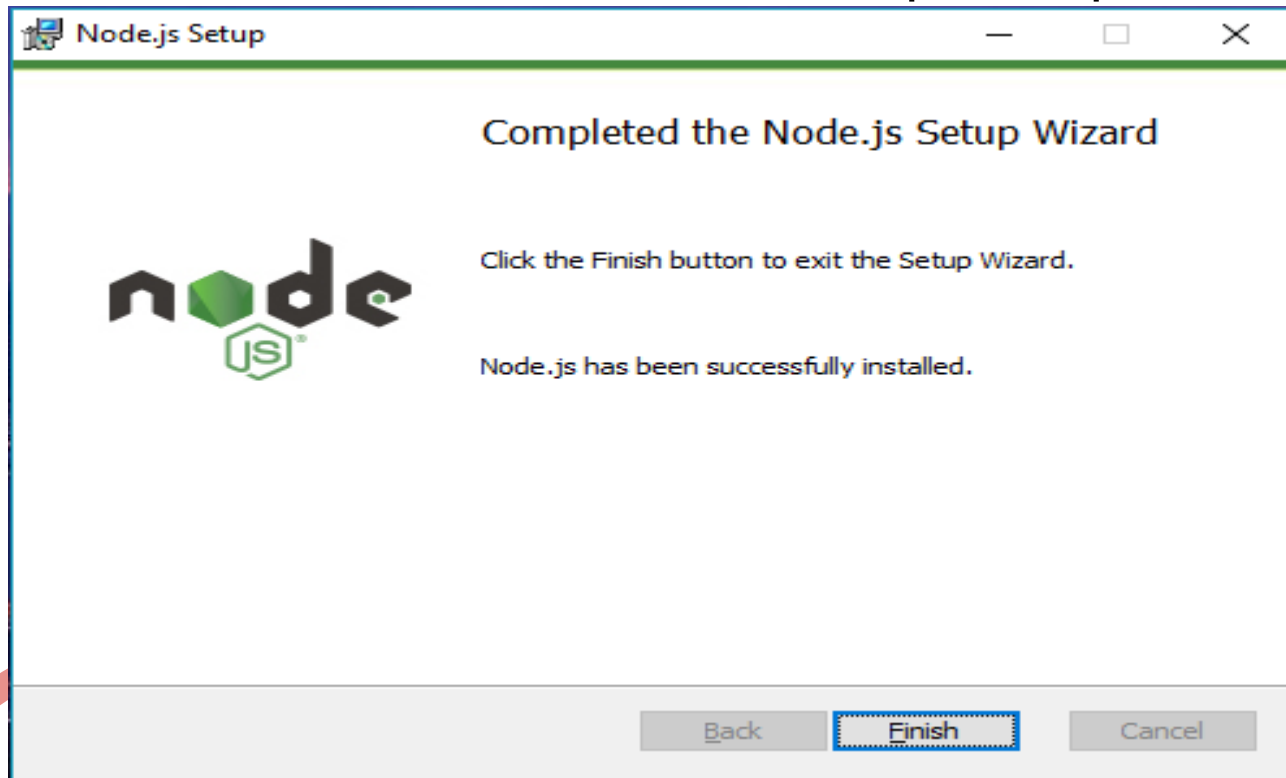 Node.js Setup
Completed the Node.js Setup Wizard
Click the Finish button to exit the Setup Wizard.
node
JS
®
Node.js has been successfully installed.
Back
Finish
Cancel